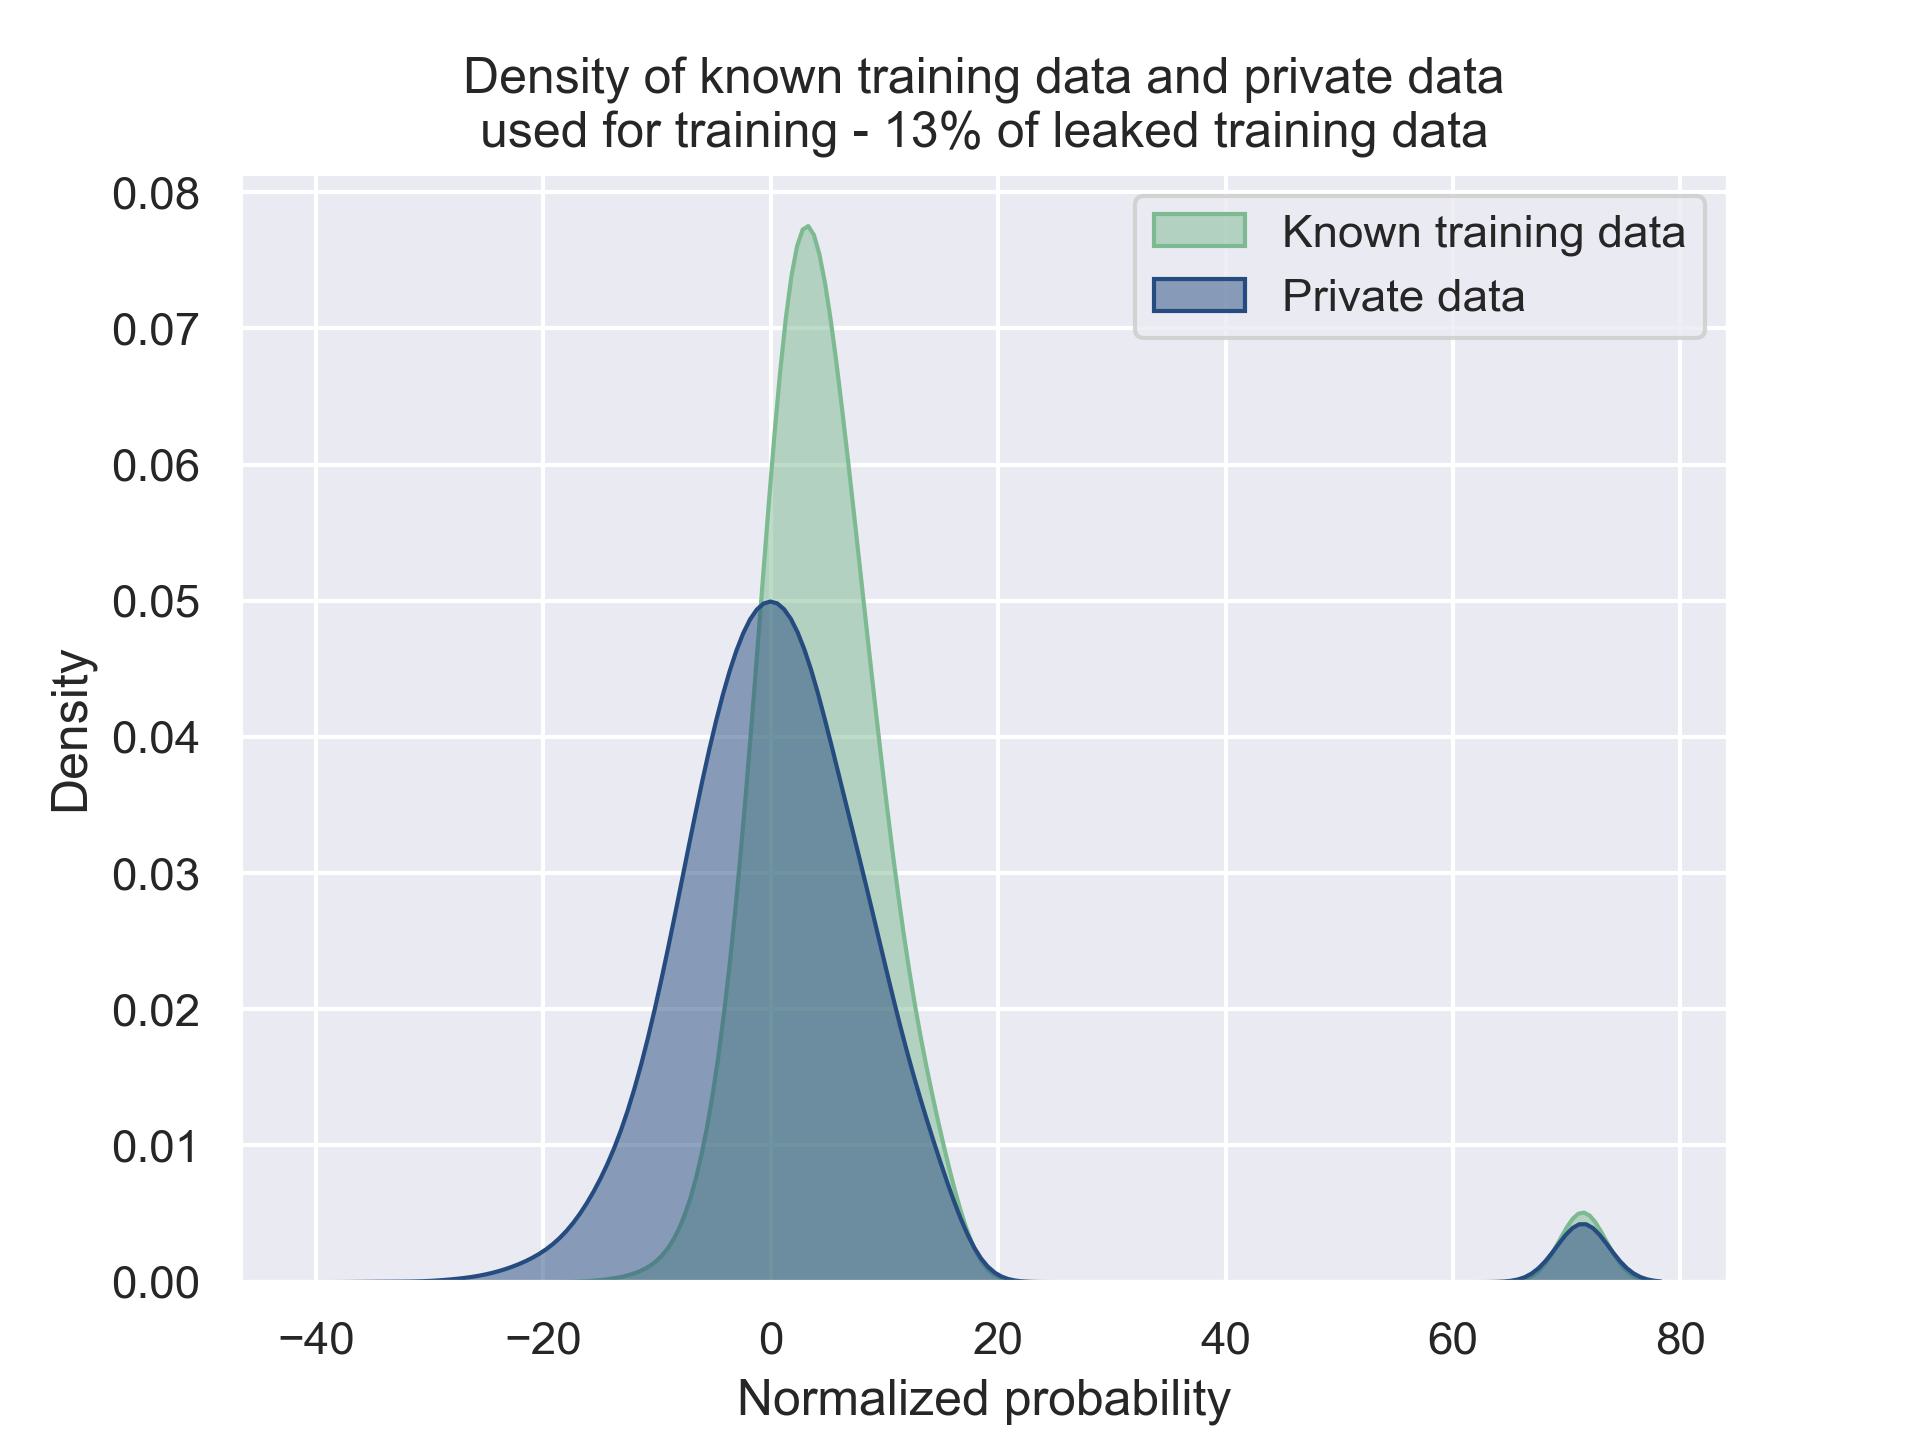 Density of known training data and private data
used for training - 13% of leaked training data
Known training data
Private data
Density
0.08
0.07
0.06
0.05
0.04
0.03
0.02
0.01
0.00
−40 −20 0 20 40 60 80
Normalized probability